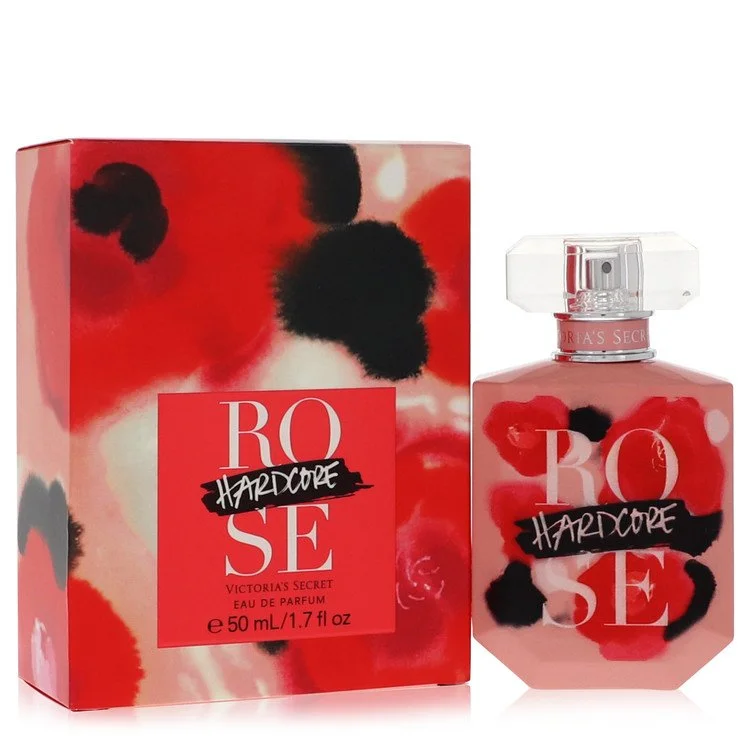 RO
HARDCORE
SE
VICTORIA'S SECRET
EAU DE PARFUM
℮ 50 mL/1.7 fl oz
RO
HARDCORE
SE